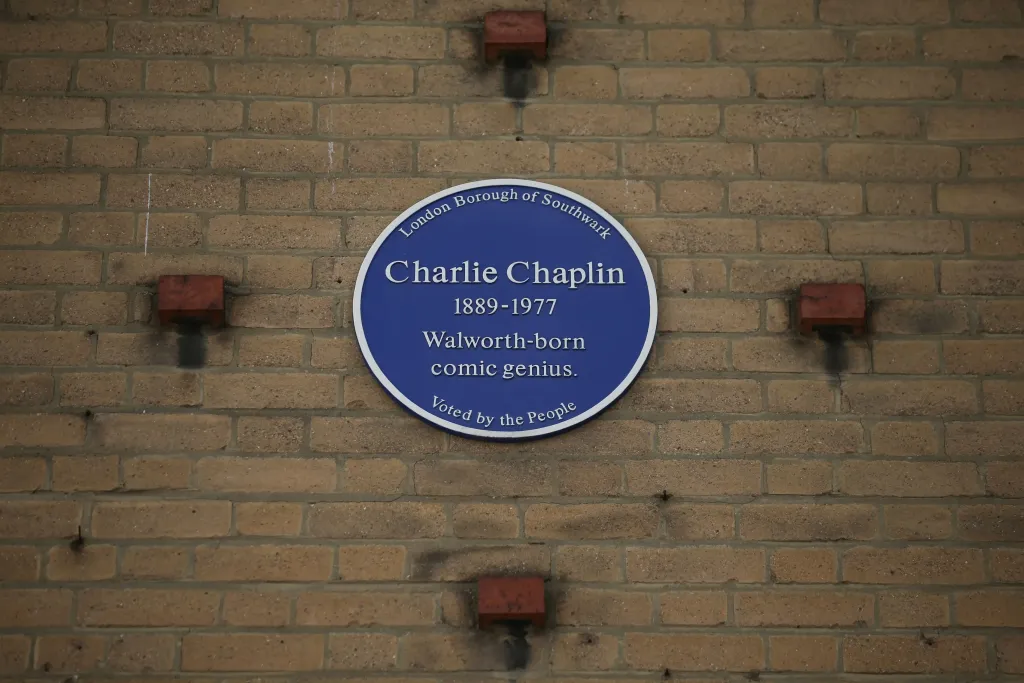 London Borough of Southwark
Charlie Chaplin
1889-1977
Walworth-born
comic genius.
Voted by the People